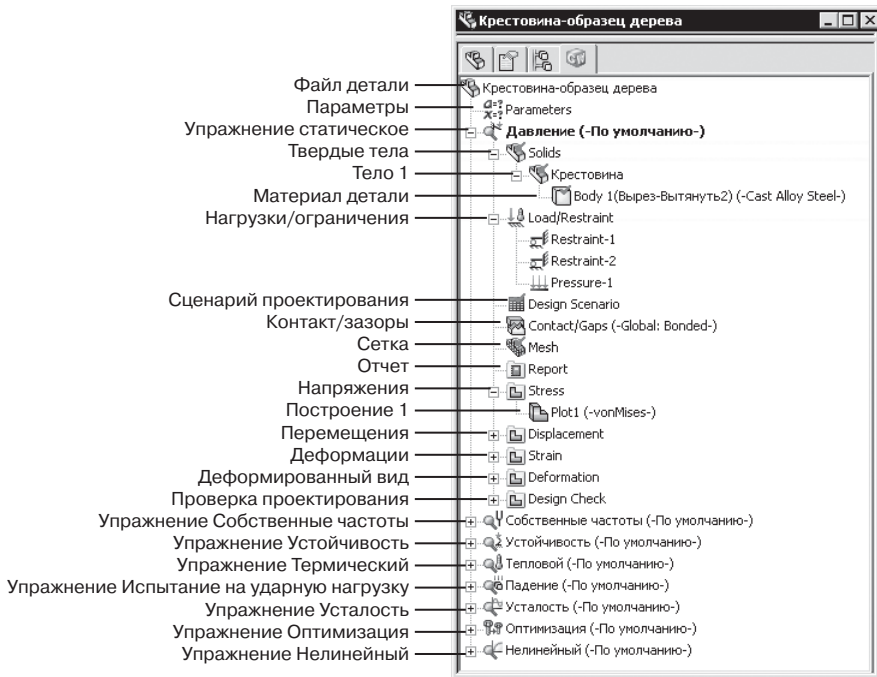 Крестовина-образец дерева
Файл детали Крестовина-образец дерева
Параметры Parameters
Упражнение статическое Давление (-По умолчанию-)
Твердые тела Solids
Тело 1 Крестовина
Материал детали Body 1(Вырез-Вытянуть2) (-Cast Alloy Steel-)
Нагрузки/ограничения Load/Restraint
Restraint-1
Restraint-2
Pressure-1
Сценарий проектирования Design Scenario
Контакт/зазоры Contact/Gaps (-Global: Bonded-)
Сетка Mesh
Отчет Report
Напряжения Stress
Построение 1 Plot1 (-vonMises-)
Перемещения Displacement
Деформации Strain
Деформированный вид Deformation
Проверка проектирования Design Check
Упражнение Собственные частоты Собственные частоты (-По умолчанию-)
Упражнение Устойчивость Устойчивость (-По умолчанию-)
Упражнение Термический Тепловой (-По умолчанию-)
Упражнение Испытание на ударную нагрузку Падение (-По умолчанию-)
Упражнение Усталость Усталость (-По умолчанию-)
Упражнение Оптимизация Оптимизация (-По умолчанию-)
Упражнение Нелинейный Нелинейный (-По умолчанию-)